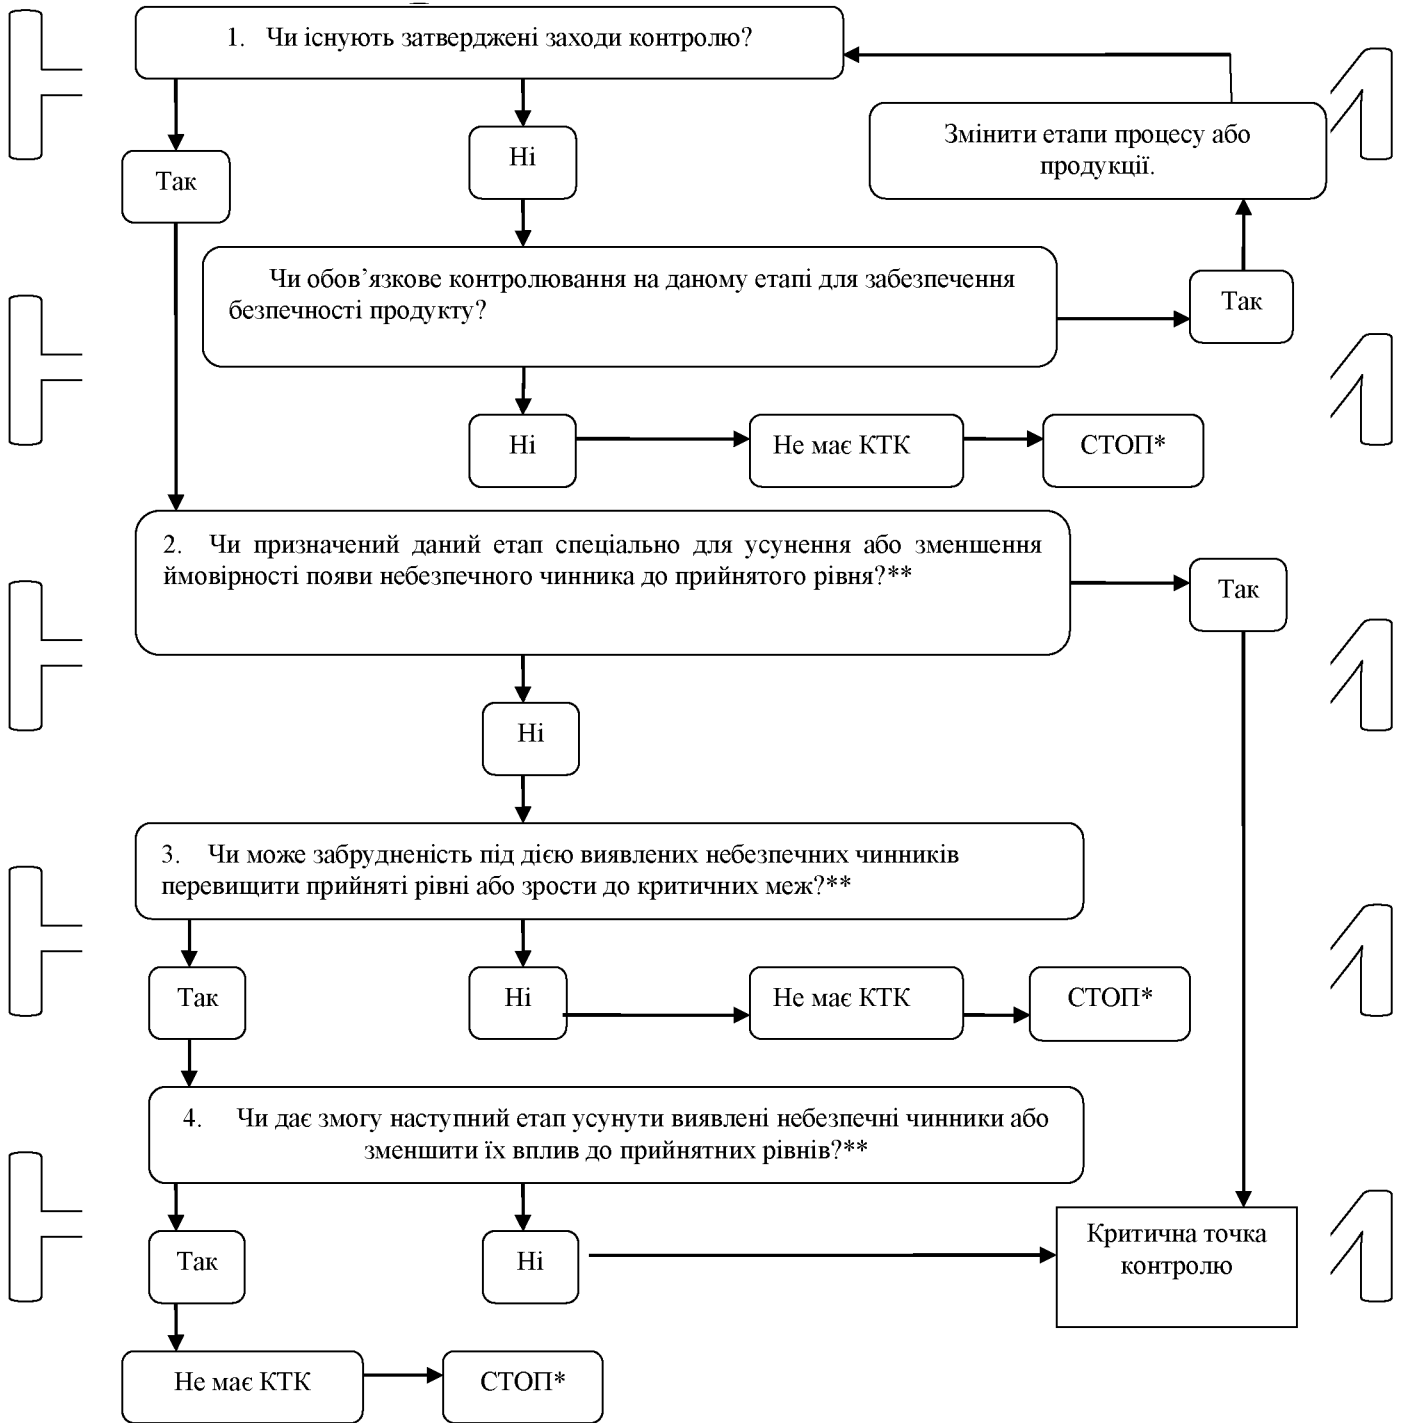 1. Чи існують затверджені заходи контролю?
Змінити етапи процесу або
продукції.
Ні
Так
Чи обов’язкове контролювання на даному етапі для забезпечення
безпечності продукту?
Так
Ні
Не має КТК
СТОП*
2. Чи призначений даний етап спеціально для усунення або зменшення
ймовірності появи небезпечного чинника до прийнятого рівня?**
Так
Ні
3. Чи може забрудненість під дією виявлених небезпечних чинників
перевищити прийняті рівні або зрости до критичних меж?**
Так
Ні
Не має КТК
СТОП*
4. Чи дає змогу наступний етап усунути виявлені небезпечні чинники або
зменшити їх вплив до прийнятних рівнів?**
Так
Ні
Критична точка
контролю
Не має КТК
СТОП*